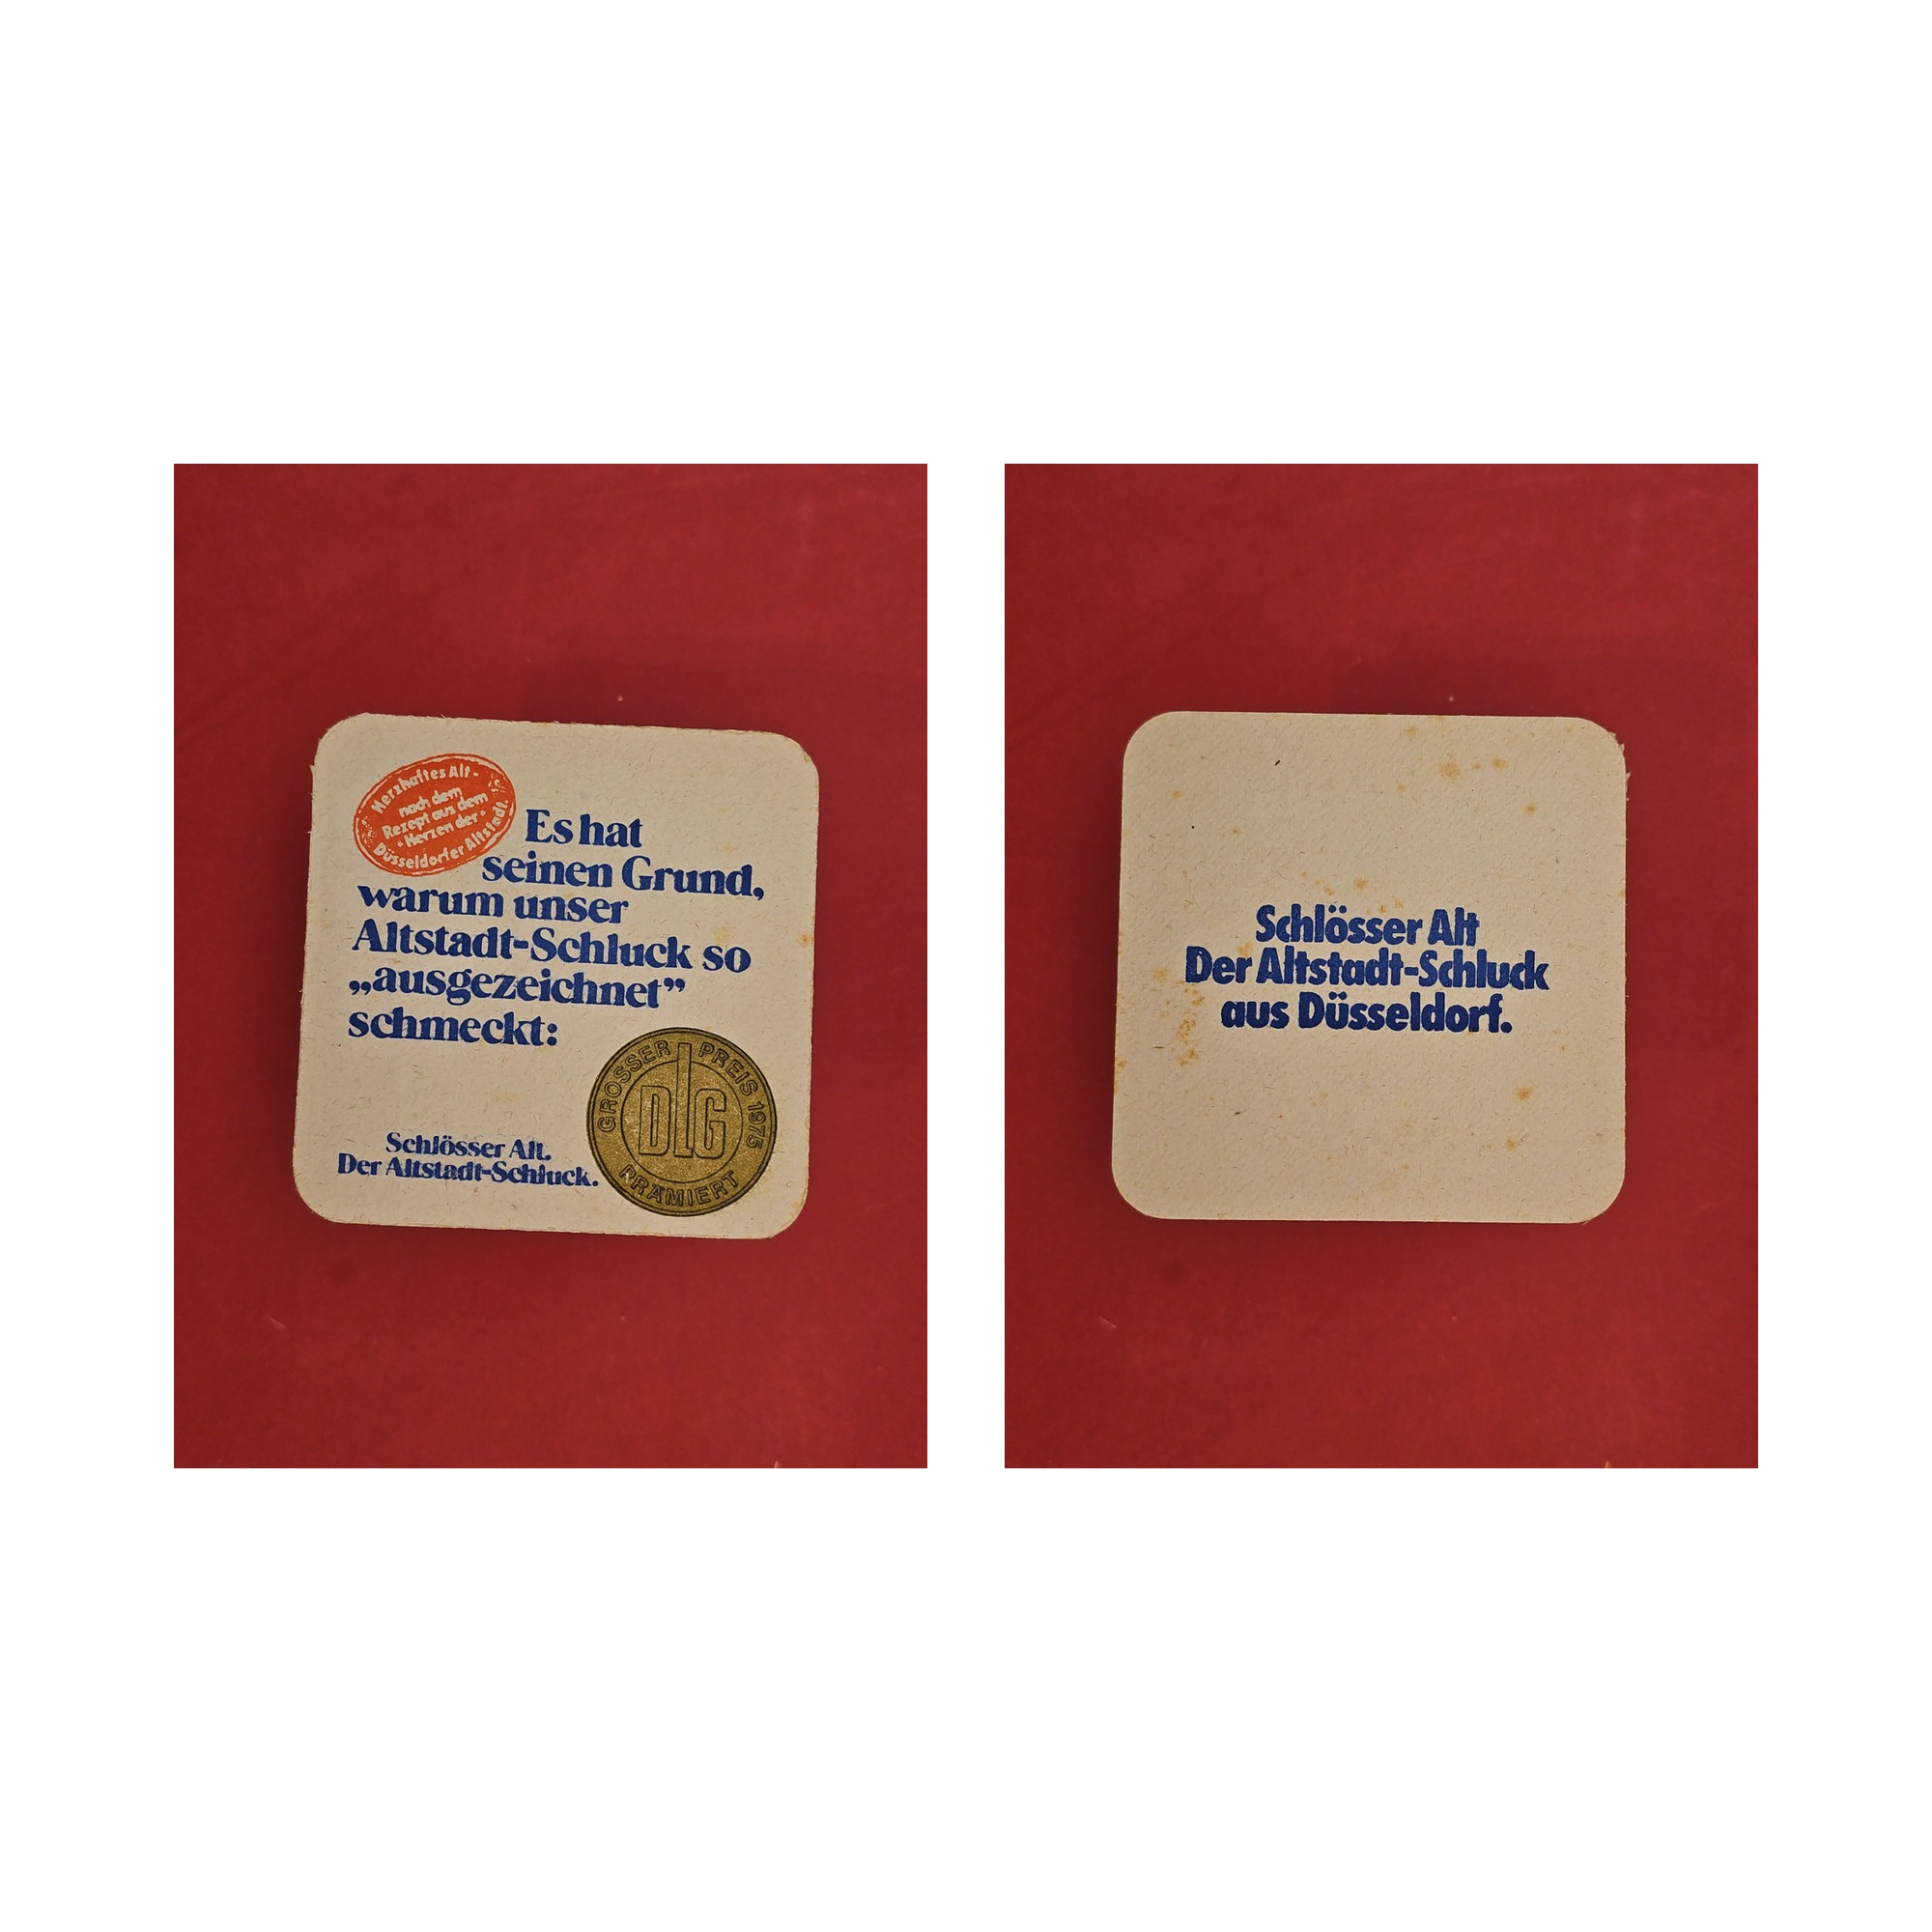 Herzhaftes Alt-
nach dem
Rezept aus dem
Herzen der
Düsseldorfer Altstadt.
Es hat
seinen Grund,
warum unser
Altstadt-Schluck so
„ausgezeichnet”
schmeckt:
GROSSER PREIS 1975
DLG
PRÄMIERT
Schlösser Alt.
Der Altstadt-Schluck.
Schlösser Alt
Der Altstadt-Schluck
aus Düsseldorf.